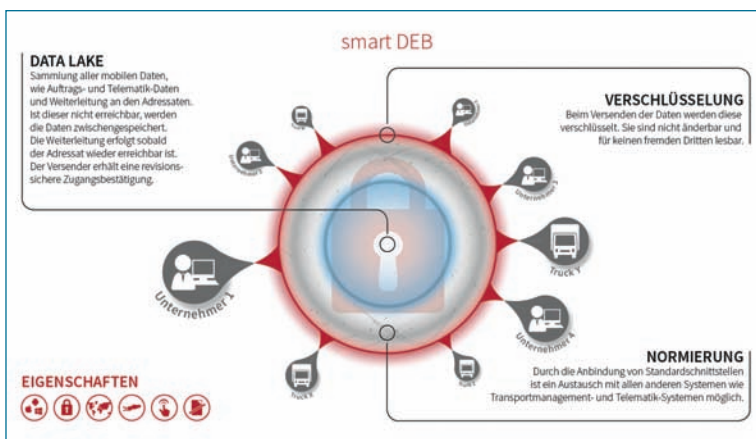 smart DEB
DATA LAKE
Sammlung aller mobilen Daten,
wie Auftrags- und Telematik-Daten
und Weiterleitung an den Adressaten.
Ist dieser nicht erreichbar, werden
die Daten zwischengespeichert.
Die Weiterleitung erfolgt sobald
der Adressat wieder erreichbar ist.
Der Versender erhält eine revisions-
sichere Zugangsbestätigung.
VERSCHLÜSSELUNG
Beim Versenden der Daten werden diese
verschlüsselt. Sie sind nicht änderbar und
für keinen fremden Dritten lesbar.
Unternehmer 1
Truck Y
Unternehmer 4
NORMIERUNG
Durch die Anbindung von Standardschnittstellen
ist ein Austausch mit allen anderen Systemen wie
Transportmanagement- und Telematik-Systemen möglich.
EIGENSCHAFTEN